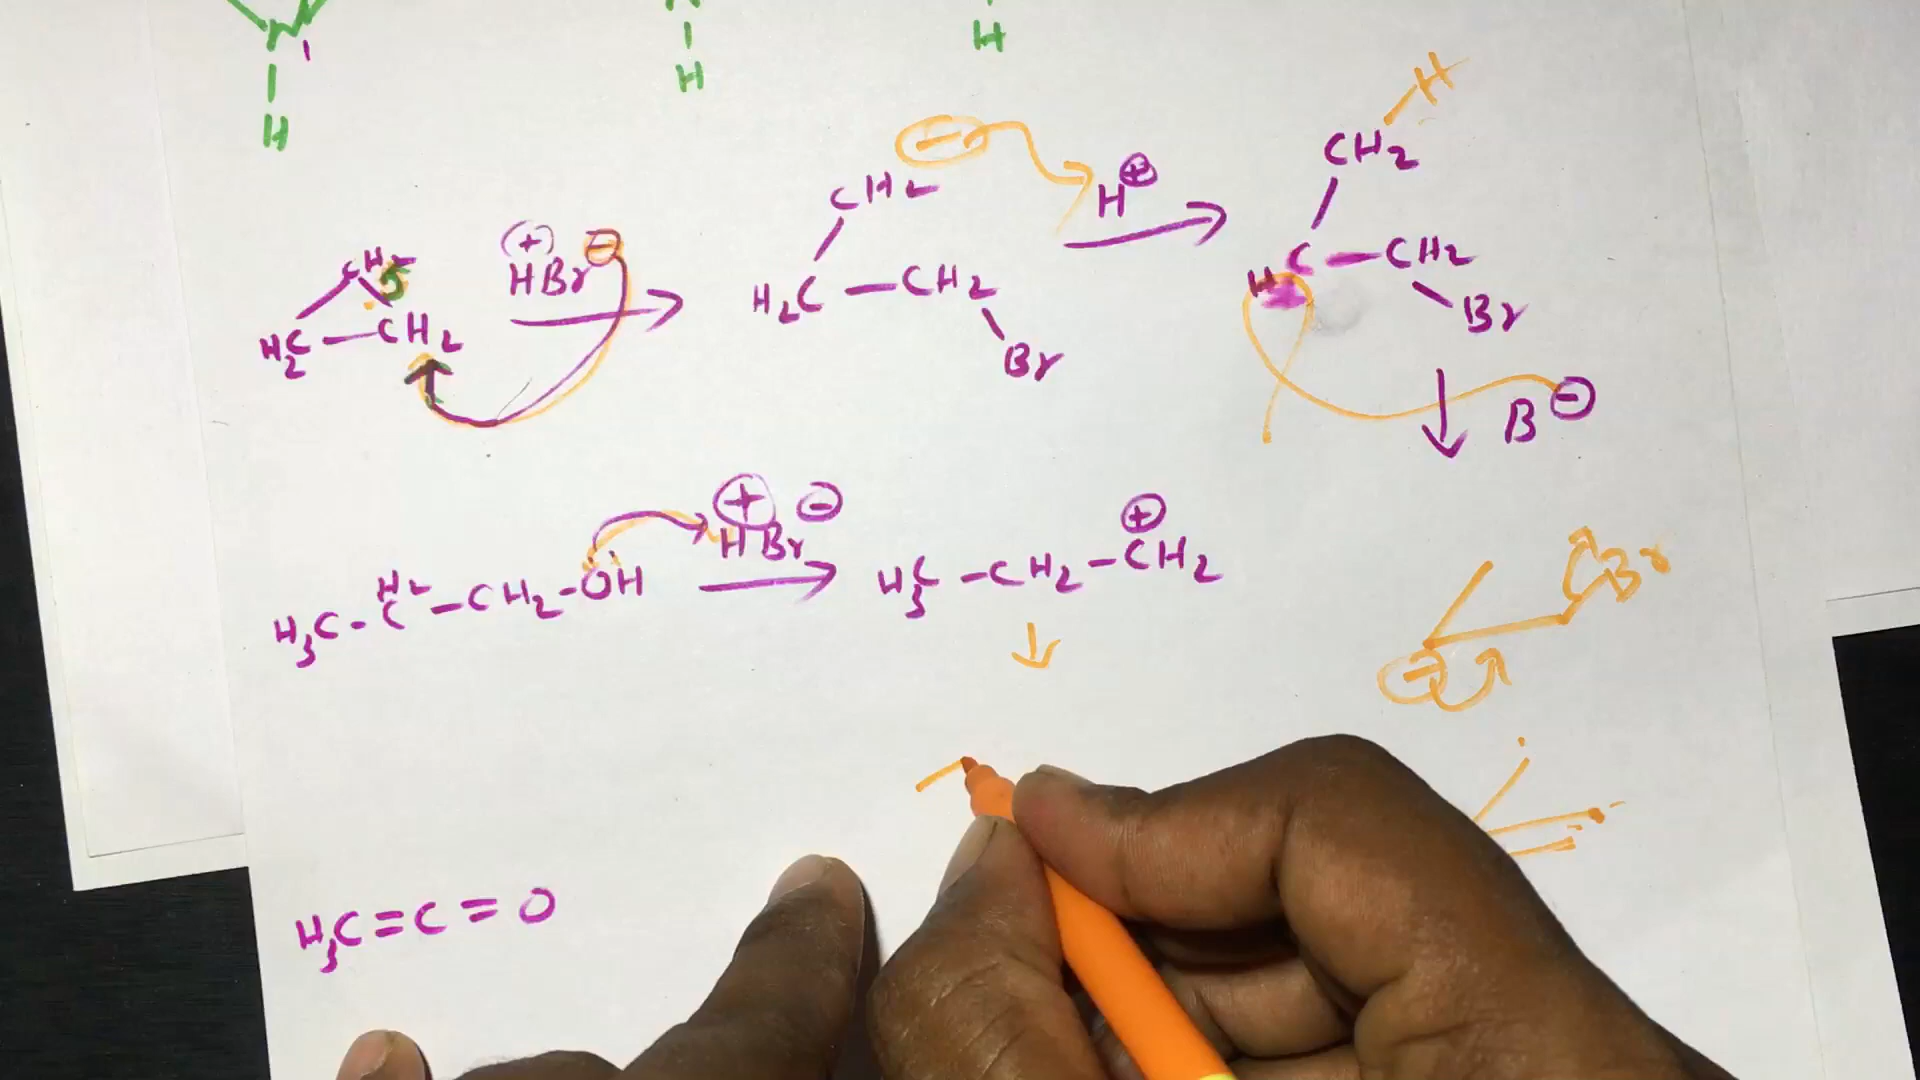 N
H
H
H
H
CH2
H2C — CH2
HBr
CH2
H2C — CH2
Br
H
CH2
HC — CH2
Br
B
H3C - CH2 — CH2 - OH
HBr
H3C - CH2 - CH2
Br
H3C = C = O